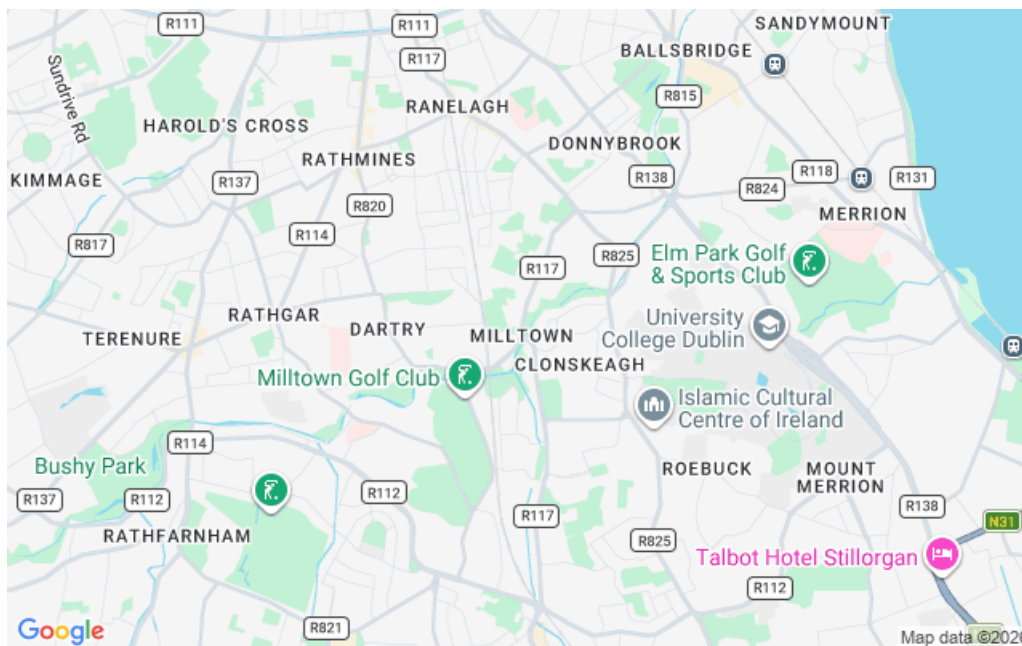 R111
R111
SANDYMOUNT
R117
BALLSBRIDGE
Sundrive Rd
R815
RANELAGH
HAROLD'S CROSS
DONNYBROOK
RATHMINES
KIMMAGE
R137
R138
R118
R131
R824
R820
MERRION
R114
R817
R825
Elm Park Golf
& Sports Club
R117
RATHGAR
University
College Dublin
DARTRY
MILLTOWN
TERENURE
CLONSKEAGH
Milltown Golf Club
Islamic Cultural
Centre of Ireland
R114
Bushy Park
ROEBUCK
MOUNT
MERRION
R137
R112
R112
R138
R117
N31
RATHFARNHAM
R825
Talbot Hotel Stillorgan
R112
R821
Google
Map data ©2026